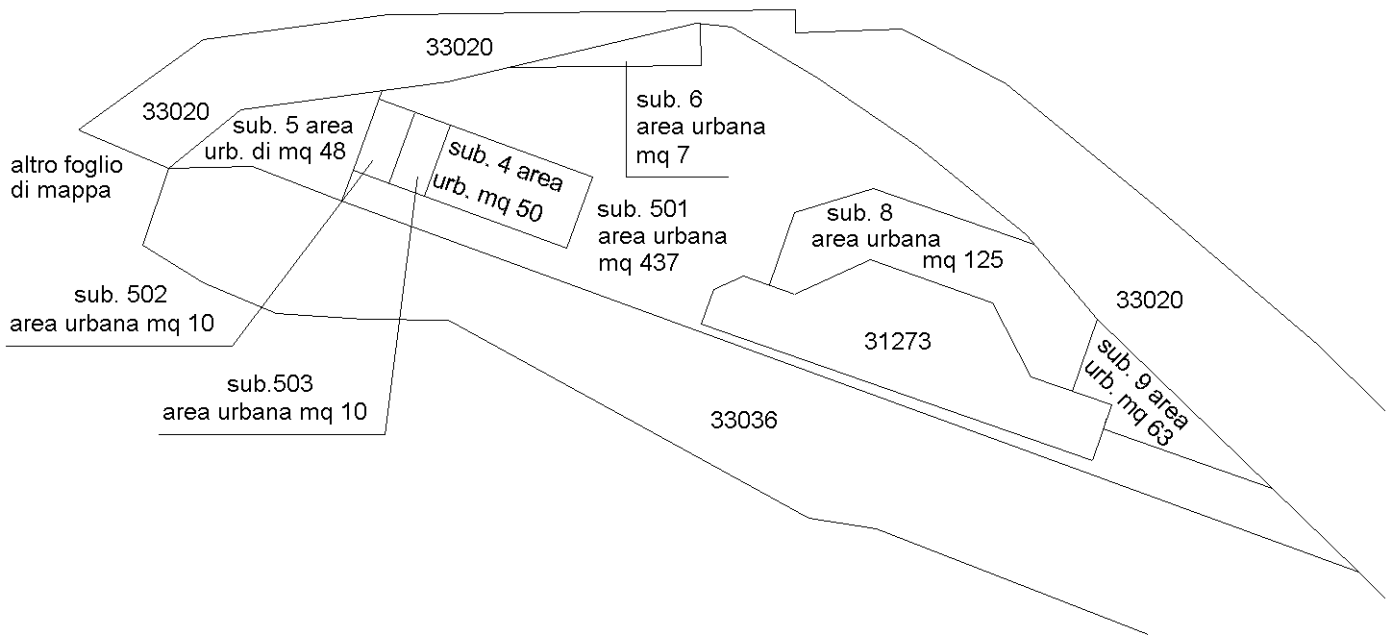 33020
33020
sub. 5 area
urb. di mq 48
altro foglio
di mappa
sub. 6
area urbana
mq 7
sub. 4 area
urb. mq 50
sub. 501
area urbana
mq 437
sub. 8
area urbana
mq 125
sub. 502
area urbana mq 10
33020
31273
sub. 9 area
urb. mq 63
sub.503
area urbana mq 10
33036